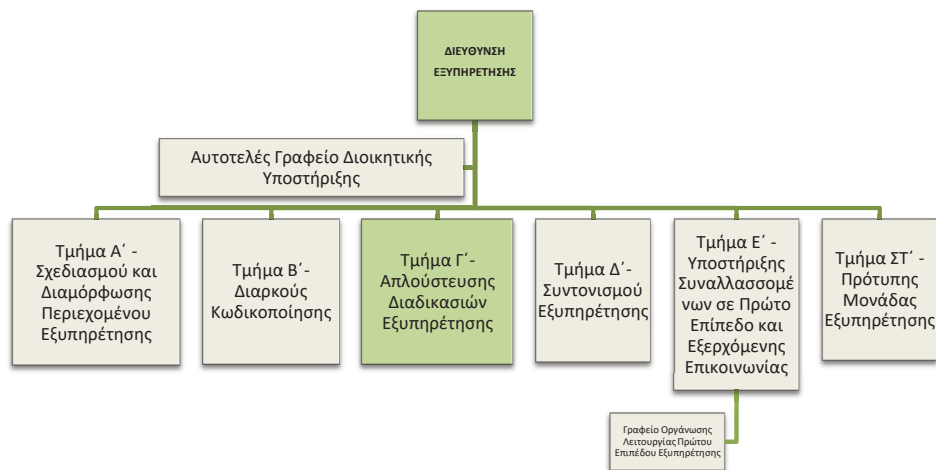 ΔΙΕΥΘΥΝΣΗ
ΕΞΥΠΗΡΕΤΗΣΗΣ
Αυτοτελές Γραφείο Διοικητικής
Υποστήριξης
Τμήμα Α΄ -
Σχεδιασμού και
Διαμόρφωσης
Περιεχομένου
Εξυπηρέτησης
Τμήμα Β΄-
Διαρκούς
Κωδικοποίησης
Τμήμα Γ΄-
Απλούστευσης
Διαδικασιών
Εξυπηρέτησης
Τμήμα Δ΄-
Συντονισμού
Εξυπηρέτησης
Τμήμα Ε΄ -
Υποστήριξης
Συναλλασσομέ
νων σε Πρώτο
Επίπεδο και
Εξερχόμενης
Επικοινωνίας
Τμήμα ΣΤ΄ -
Πρότυπης
Μονάδας
Εξυπηρέτησης
Γραφείο Οργάνωσης
Λειτουργίας Πρώτου
Επιπέδου Εξυπηρέτησης